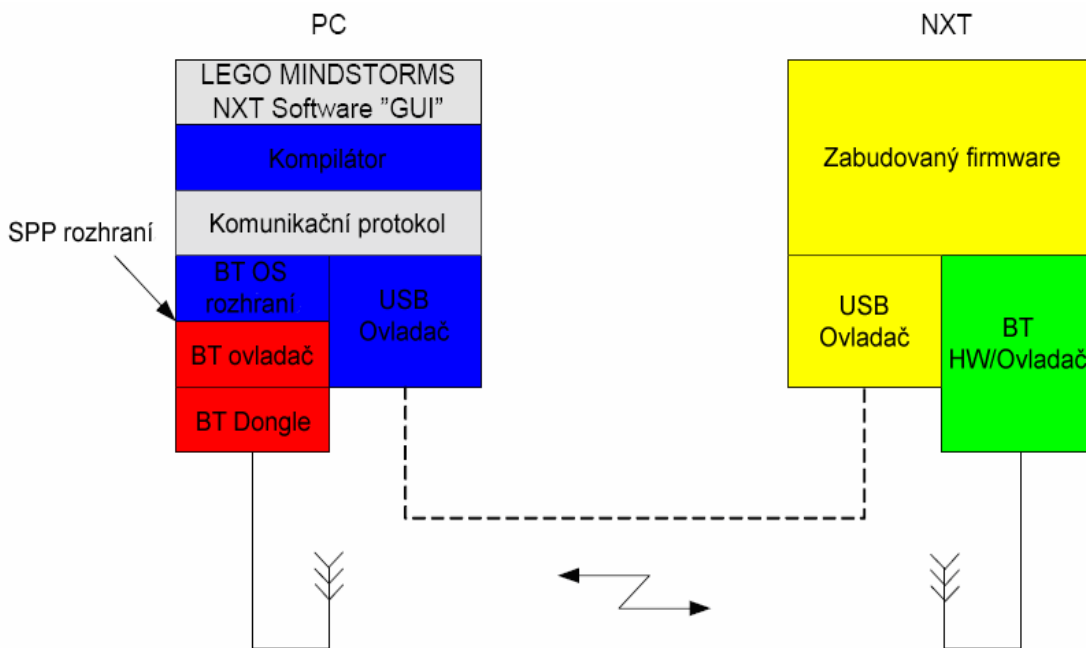 PC
NXT
LEGO MINDSTORMS
NXT Software ”GUI”
Kompilátor
Komunikační protokol
SPP rozhraní
BT OS
rozhraní
USB
Ovladač
BT ovladač
BT Dongle
Zabudovaný firmware
USB
Ovladač
BT
HW/Ovladač